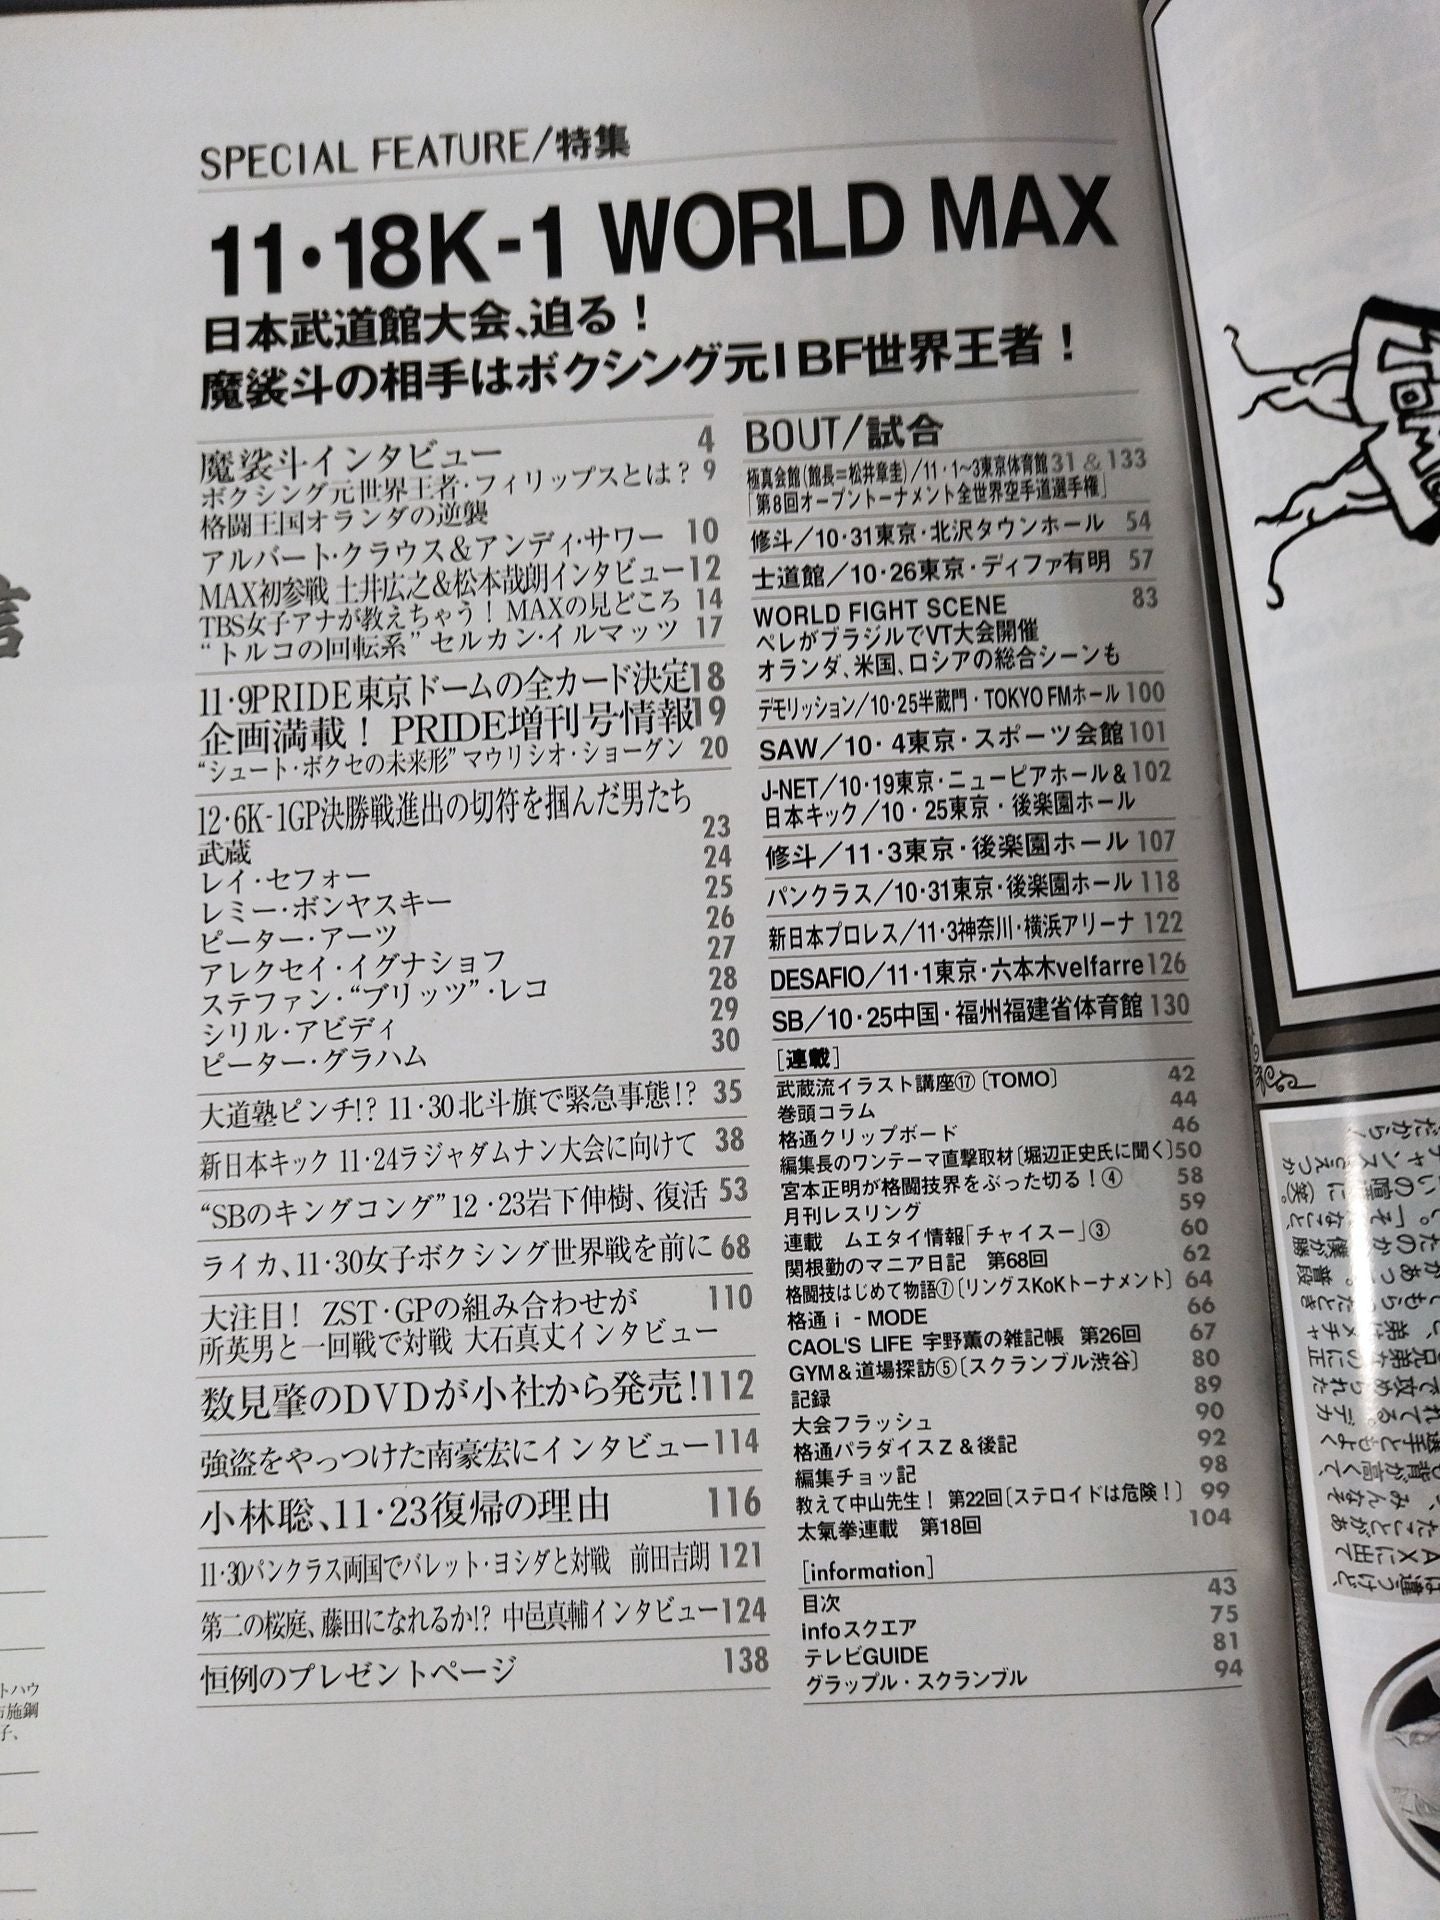 SPECIAL FEATURE/特集
11・18K-1 WORLD MAX
日本武道館大会、迫る！
魔裟斗の相手はボクシング元IBF世界王者！
魔裟斗インタビュー 4
ボクシング元世界王者・フィリップスとは？ 9
格闘王国オランダの逆襲
アルバート・クラウス＆アンディ・サワー 10
MAX初参戦 土井広之＆松本哉朗インタビュー 12
TBS女子アナが教えちゃう！ MAXの見どころ 14
“トルコの回転系” セルカン・イルマッツ 17
11・9PRIDE東京ドームの全カード決定 18
企画満載！ PRIDE増刊号情報 19
“シュート・ボクセの未来形” マウリシオ・ショーグン 20
12・6K-1GP決勝戦進出の切符を掴んだ男たち
武蔵 23
レイ・セフォー 24
レミー・ボンヤスキー 25
ピーター・アーツ 26
アレクセイ・イグナショフ 27
ステファン・“ブリッツ”・レコ 28
シリル・アビディ 29
ピーター・グラハム 30
大道塾ピンチ!? 11・30北斗旗で緊急事態!? 35
新日本キック 11・24ラジャダムナン大会に向けて 38
“SBのキングコング” 12・23岩下伸樹、復活 53
ライカ、11・30女子ボクシング世界戦を前に 68
大注目！ ZST・GPの組み合わせが 110
所英男と一回戦で対戦 大石真丈インタビュー
数見肇のDVDが小社から発売！ 112
強盗をやっつけた南豪宏にインタビュー 114
小林聡、11・23復帰の理由 116
11・30パンクラス両国でバレット・ヨシダと対戦 前田吉朗 121
第二の桜庭、藤田になれるか!? 中邑真輔インタビュー 124
恒例のプレゼントページ 138
BOUT/試合
極真会館（館長＝松井章圭）/11・1〜3東京体育館 31 & 133
「第8回オープントーナメント全世界空手道選手権」
修斗/10・31東京・北沢タウンホール 54
士道館/10・26東京・ディファ有明 57
WORLD FIGHT SCENE 83
ペレがブラジルでVT大会開催
オランダ、米国、ロシアの総合シーンも
デモリッション/10・25半蔵門・TOKYO FMホール 100
SAW/10・4東京・スポーツ会館 101
J-NET/10・19東京・ニューピアホール＆ 102
日本キック/10・25東京・後楽園ホール
修斗/11・3東京・後楽園ホール 107
パンクラス/10・31東京・後楽園ホール 118
新日本プロレス/11・3神奈川・横浜アリーナ 122
DESAFIO/11・1東京・六本木velfarre 126
SB/10・25中国・福州福建省体育館 130
［連載］
武蔵流イラスト講座⑰［TOMO］ 42
巻頭コラム 44
格通クリップボード 46
編集長のワンテーマ直撃取材［堀辺正史氏に聞く］ 50
宮本正明が格闘技界をぶった切る！④ 58
月刊レスリング 59
連載 ムエタイ情報「チャイスー」③ 60
関根勤のマニア日記 第68回 62
格闘技はじめて物語⑦［リングスKoKトーナメント］ 64
格通 i-MODE 66
CAOL'S LIFE 宇野薫の雑記帳 第26回 67
GYM＆道場探訪⑤［スクランブル渋谷］ 80
記録 89
大会フラッシュ 90
格通パラダイスZ＆後記 92
編集チョッ記 98
教えて中山先生！ 第22回［ステロイドは危険！］ 99
太氣拳連載 第18回 104
［information］
目次 43
infoスクエア 75
テレビGUIDE 81
グラップル・スクランブル 94